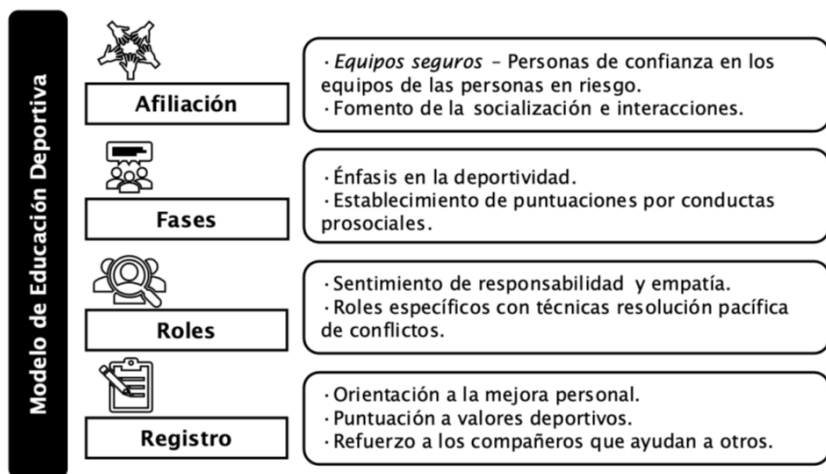 Modelo de Educación Deportiva
Afiliación
· Equipos seguros – Personas de confianza en los
equipos de las personas en riesgo.
· Fomento de la socialización e interacciones.
Fases
· Énfasis en la deportividad.
· Establecimiento de puntuaciones por conductas
prosociales.
Roles
· Sentimiento de responsabilidad y empatía.
· Roles específicos con técnicas resolución pacífica
de conflictos.
Registro
· Orientación a la mejora personal.
· Puntuación a valores deportivos.
· Refuerzo a los compañeros que ayudan a otros.